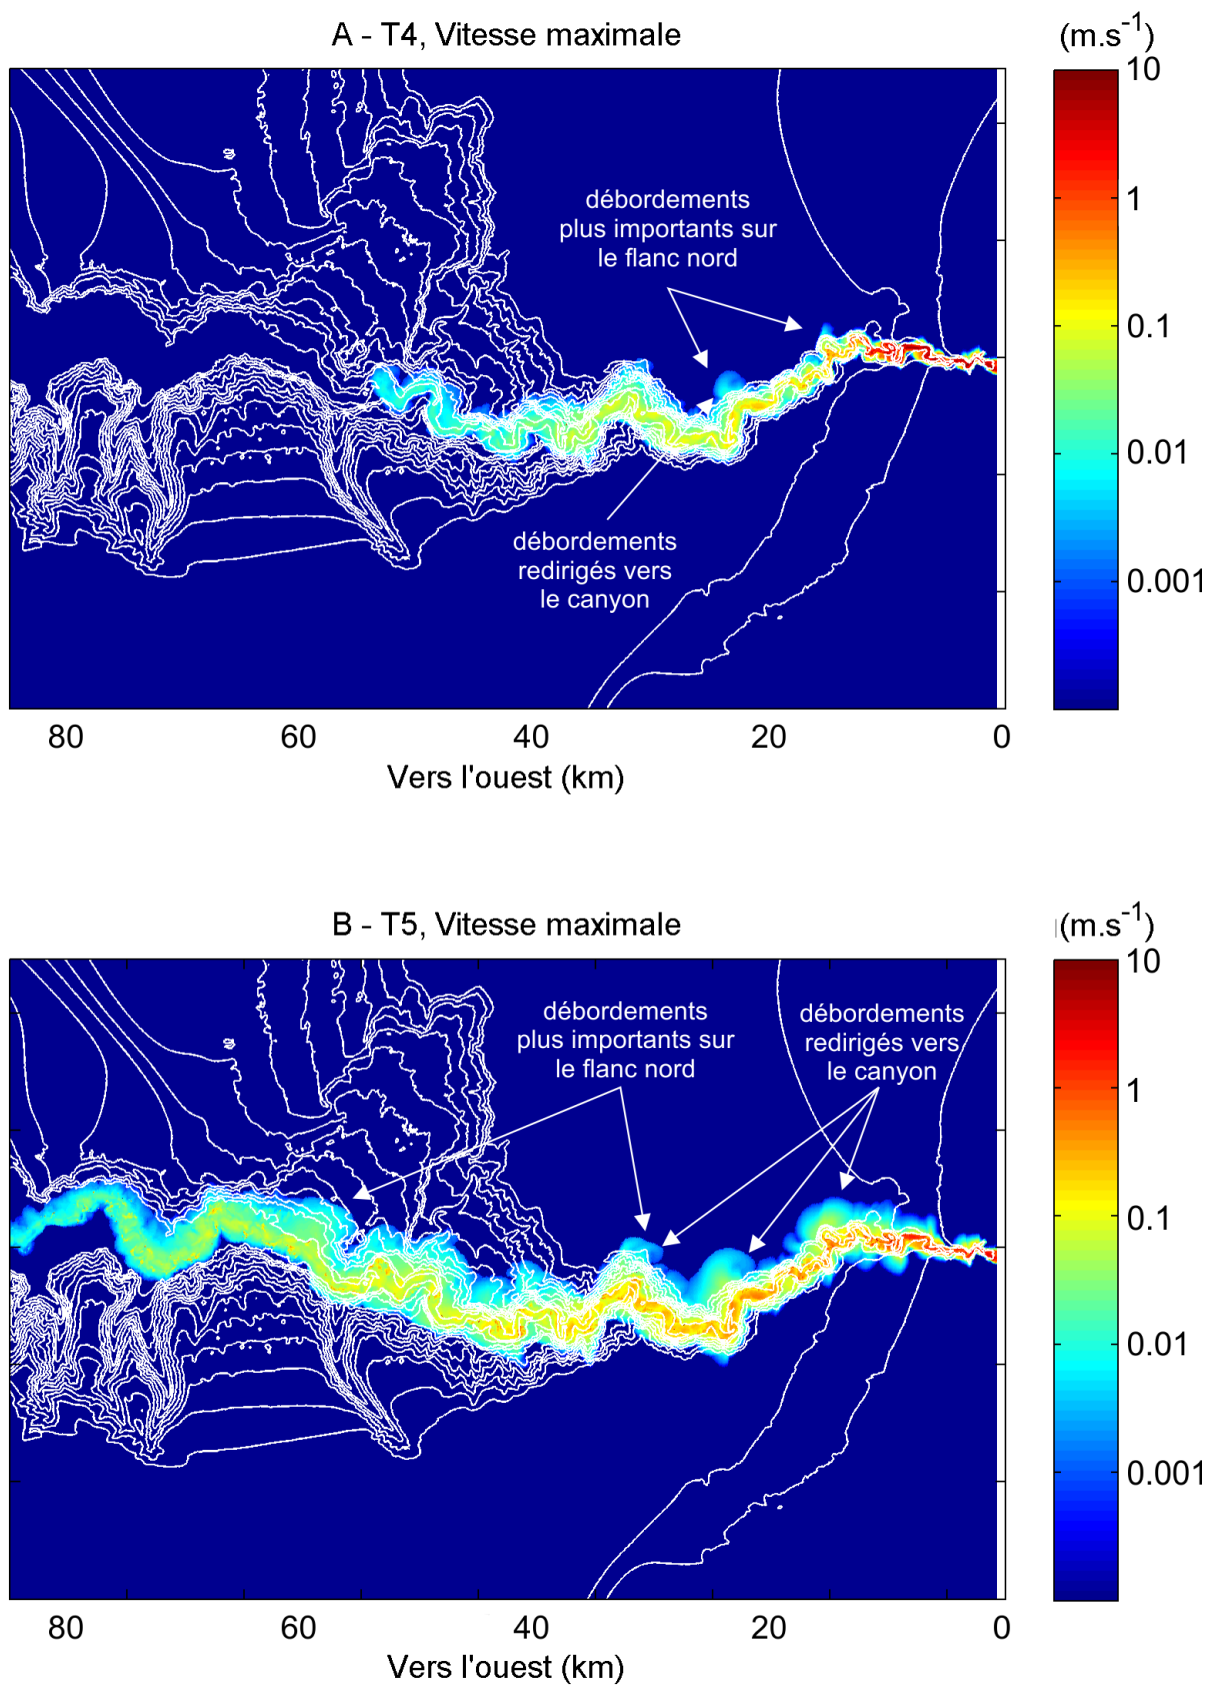 A - T4, Vitesse maximale
(m.s-1)
10
1
0.1
0.01
0.001
débordements
plus importants sur
le flanc nord
débordements
redirigés vers
le canyon
80 60 40 20 0
Vers l'ouest (km)
B - T5, Vitesse maximale
(m.s-1)
10
1
0.1
0.01
0.001
débordements
plus importants sur
le flanc nord
débordements
redirigés vers
le canyon
80 60 40 20 0
Vers l'ouest (km)